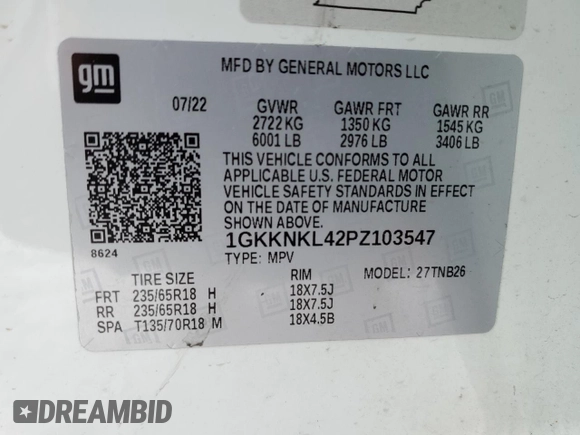 gm
MFD BY GENERAL MOTORS LLC
07/22 GVWR GAWR FRT GAWR RR
2722 KG 1350 KG 1545 KG
6001 LB 2976 LB 3406 LB
THIS VEHICLE CONFORMS TO ALL
APPLICABLE U.S. FEDERAL MOTOR
VEHICLE SAFETY STANDARDS IN EFFECT
ON THE DATE OF MANUFACTURE
SHOWN ABOVE.
8624
1GKKNKL42PZ103547
TYPE: MPV MODEL: 27TNB26
TIRE SIZE RIM
FRT 235/65R18 H 18X7.5J
RR 235/65R18 H 18X7.5J
SPA T135/70R18 M 18X4.5B
DREAMBID